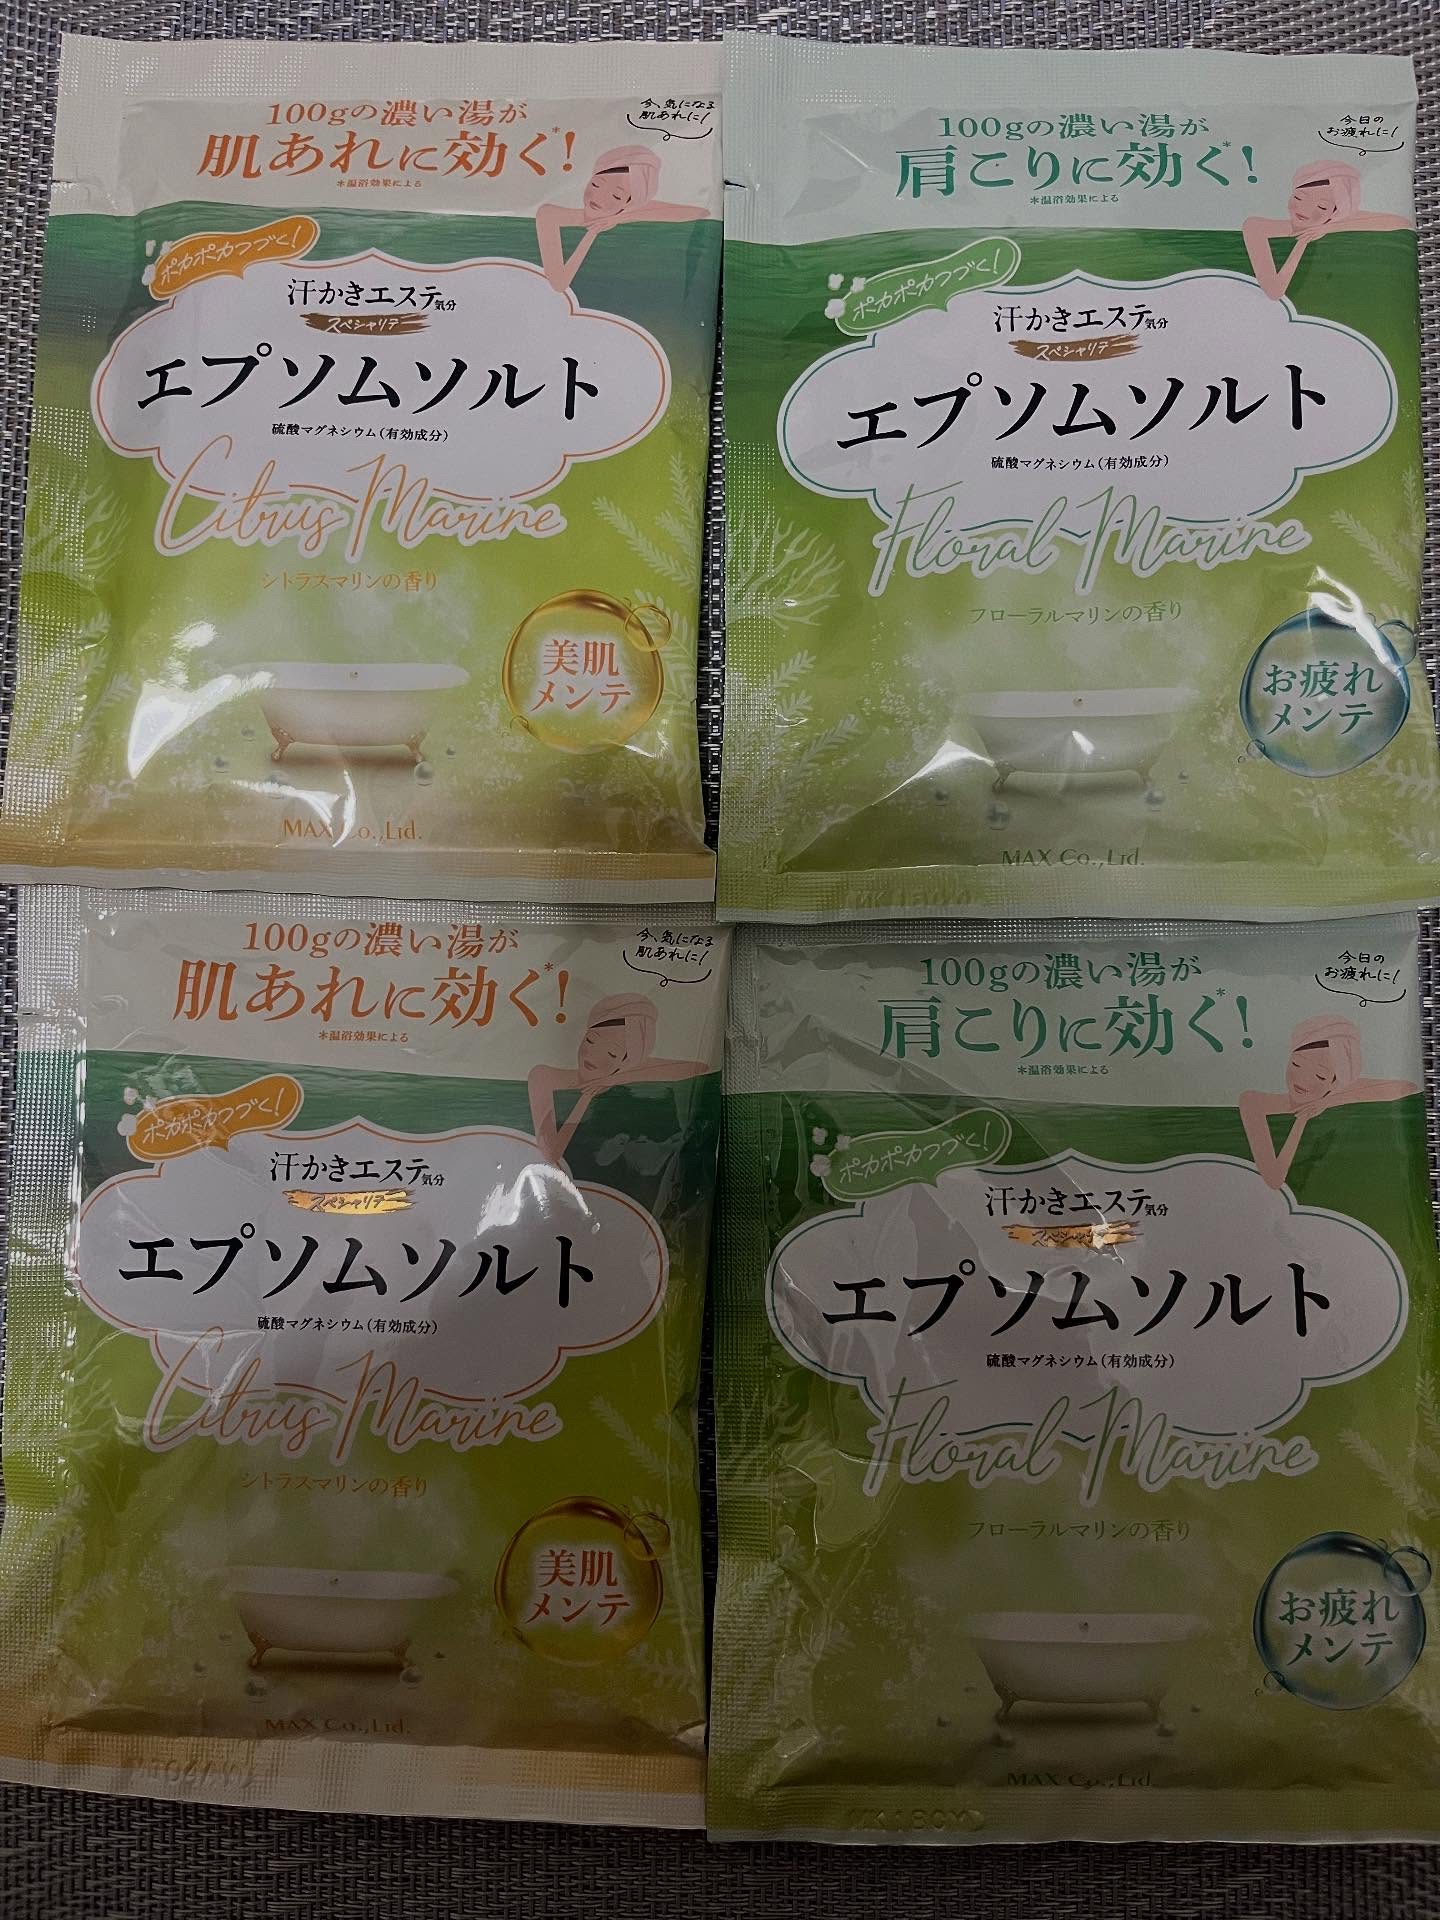 100gの濃い湯が
肌あれに効く*!
*温浴効果による
今、気になる
肌あれに!
ポカポカつづく!
汗かきエステ気分
スペシャリテ
エプソムソルト
硫酸マグネシウム(有効成分)
Citrus Marine
シトラスマリンの香り
美肌
メンテ
MAX Co.,Ltd.
100gの濃い湯が
肩こりに効く*!
*温浴効果による
今日の
お疲れに!
ポカポカつづく!
汗かきエステ気分
スペシャリテ
エプソムソルト
硫酸マグネシウム(有効成分)
Floral Marine
フローラルマリンの香り
お疲れ
メンテ
MAX Co.,Ltd.
100gの濃い湯が
肌あれに効く*!
*温浴効果による
今、気になる
肌あれに!
ポカポカつづく!
汗かきエステ気分
スペシャリテ
エプソムソルト
硫酸マグネシウム(有効成分)
Citrus Marine
シトラスマリンの香り
美肌
メンテ
MAX Co.,Ltd.
100gの濃い湯が
肩こりに効く*!
*温浴効果による
今日の
お疲れに!
ポカポカつづく!
汗かきエステ気分
スペシャリテ
エプソムソルト
硫酸マグネシウム(有効成分)
Floral Marine
フローラルマリンの香り
お疲れ
メンテ
MAX Co.,Ltd.